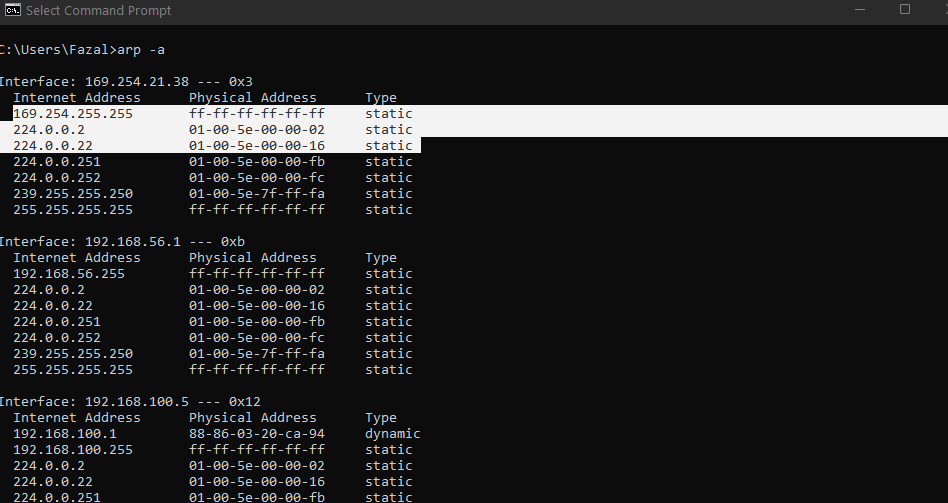 Select Command Prompt
C:\Users\Fazal>arp -a
Interface: 169.254.21.38 --- 0x3
Internet Address Physical Address Type
169.254.255.255 ff-ff-ff-ff-ff-ff static
224.0.0.2 01-00-5e-00-00-02 static
224.0.0.22 01-00-5e-00-00-16 static
224.0.0.251 01-00-5e-00-00-fb static
224.0.0.252 01-00-5e-00-00-fc static
239.255.255.250 01-00-5e-7f-ff-fa static
255.255.255.255 ff-ff-ff-ff-ff-ff static
Interface: 192.168.56.1 --- 0xb
Internet Address Physical Address Type
192.168.56.255 ff-ff-ff-ff-ff-ff static
224.0.0.2 01-00-5e-00-00-02 static
224.0.0.22 01-00-5e-00-00-16 static
224.0.0.251 01-00-5e-00-00-fb static
224.0.0.252 01-00-5e-00-00-fc static
239.255.255.250 01-00-5e-7f-ff-fa static
255.255.255.255 ff-ff-ff-ff-ff-ff static
Interface: 192.168.100.5 --- 0x12
Internet Address Physical Address Type
192.168.100.1 88-86-03-20-ca-94 dynamic
192.168.100.255 ff-ff-ff-ff-ff-ff static
224.0.0.2 01-00-5e-00-00-02 static
224.0.0.22 01-00-5e-00-00-16 static
224.0.0.251 01-00-5e-00-00-fb static